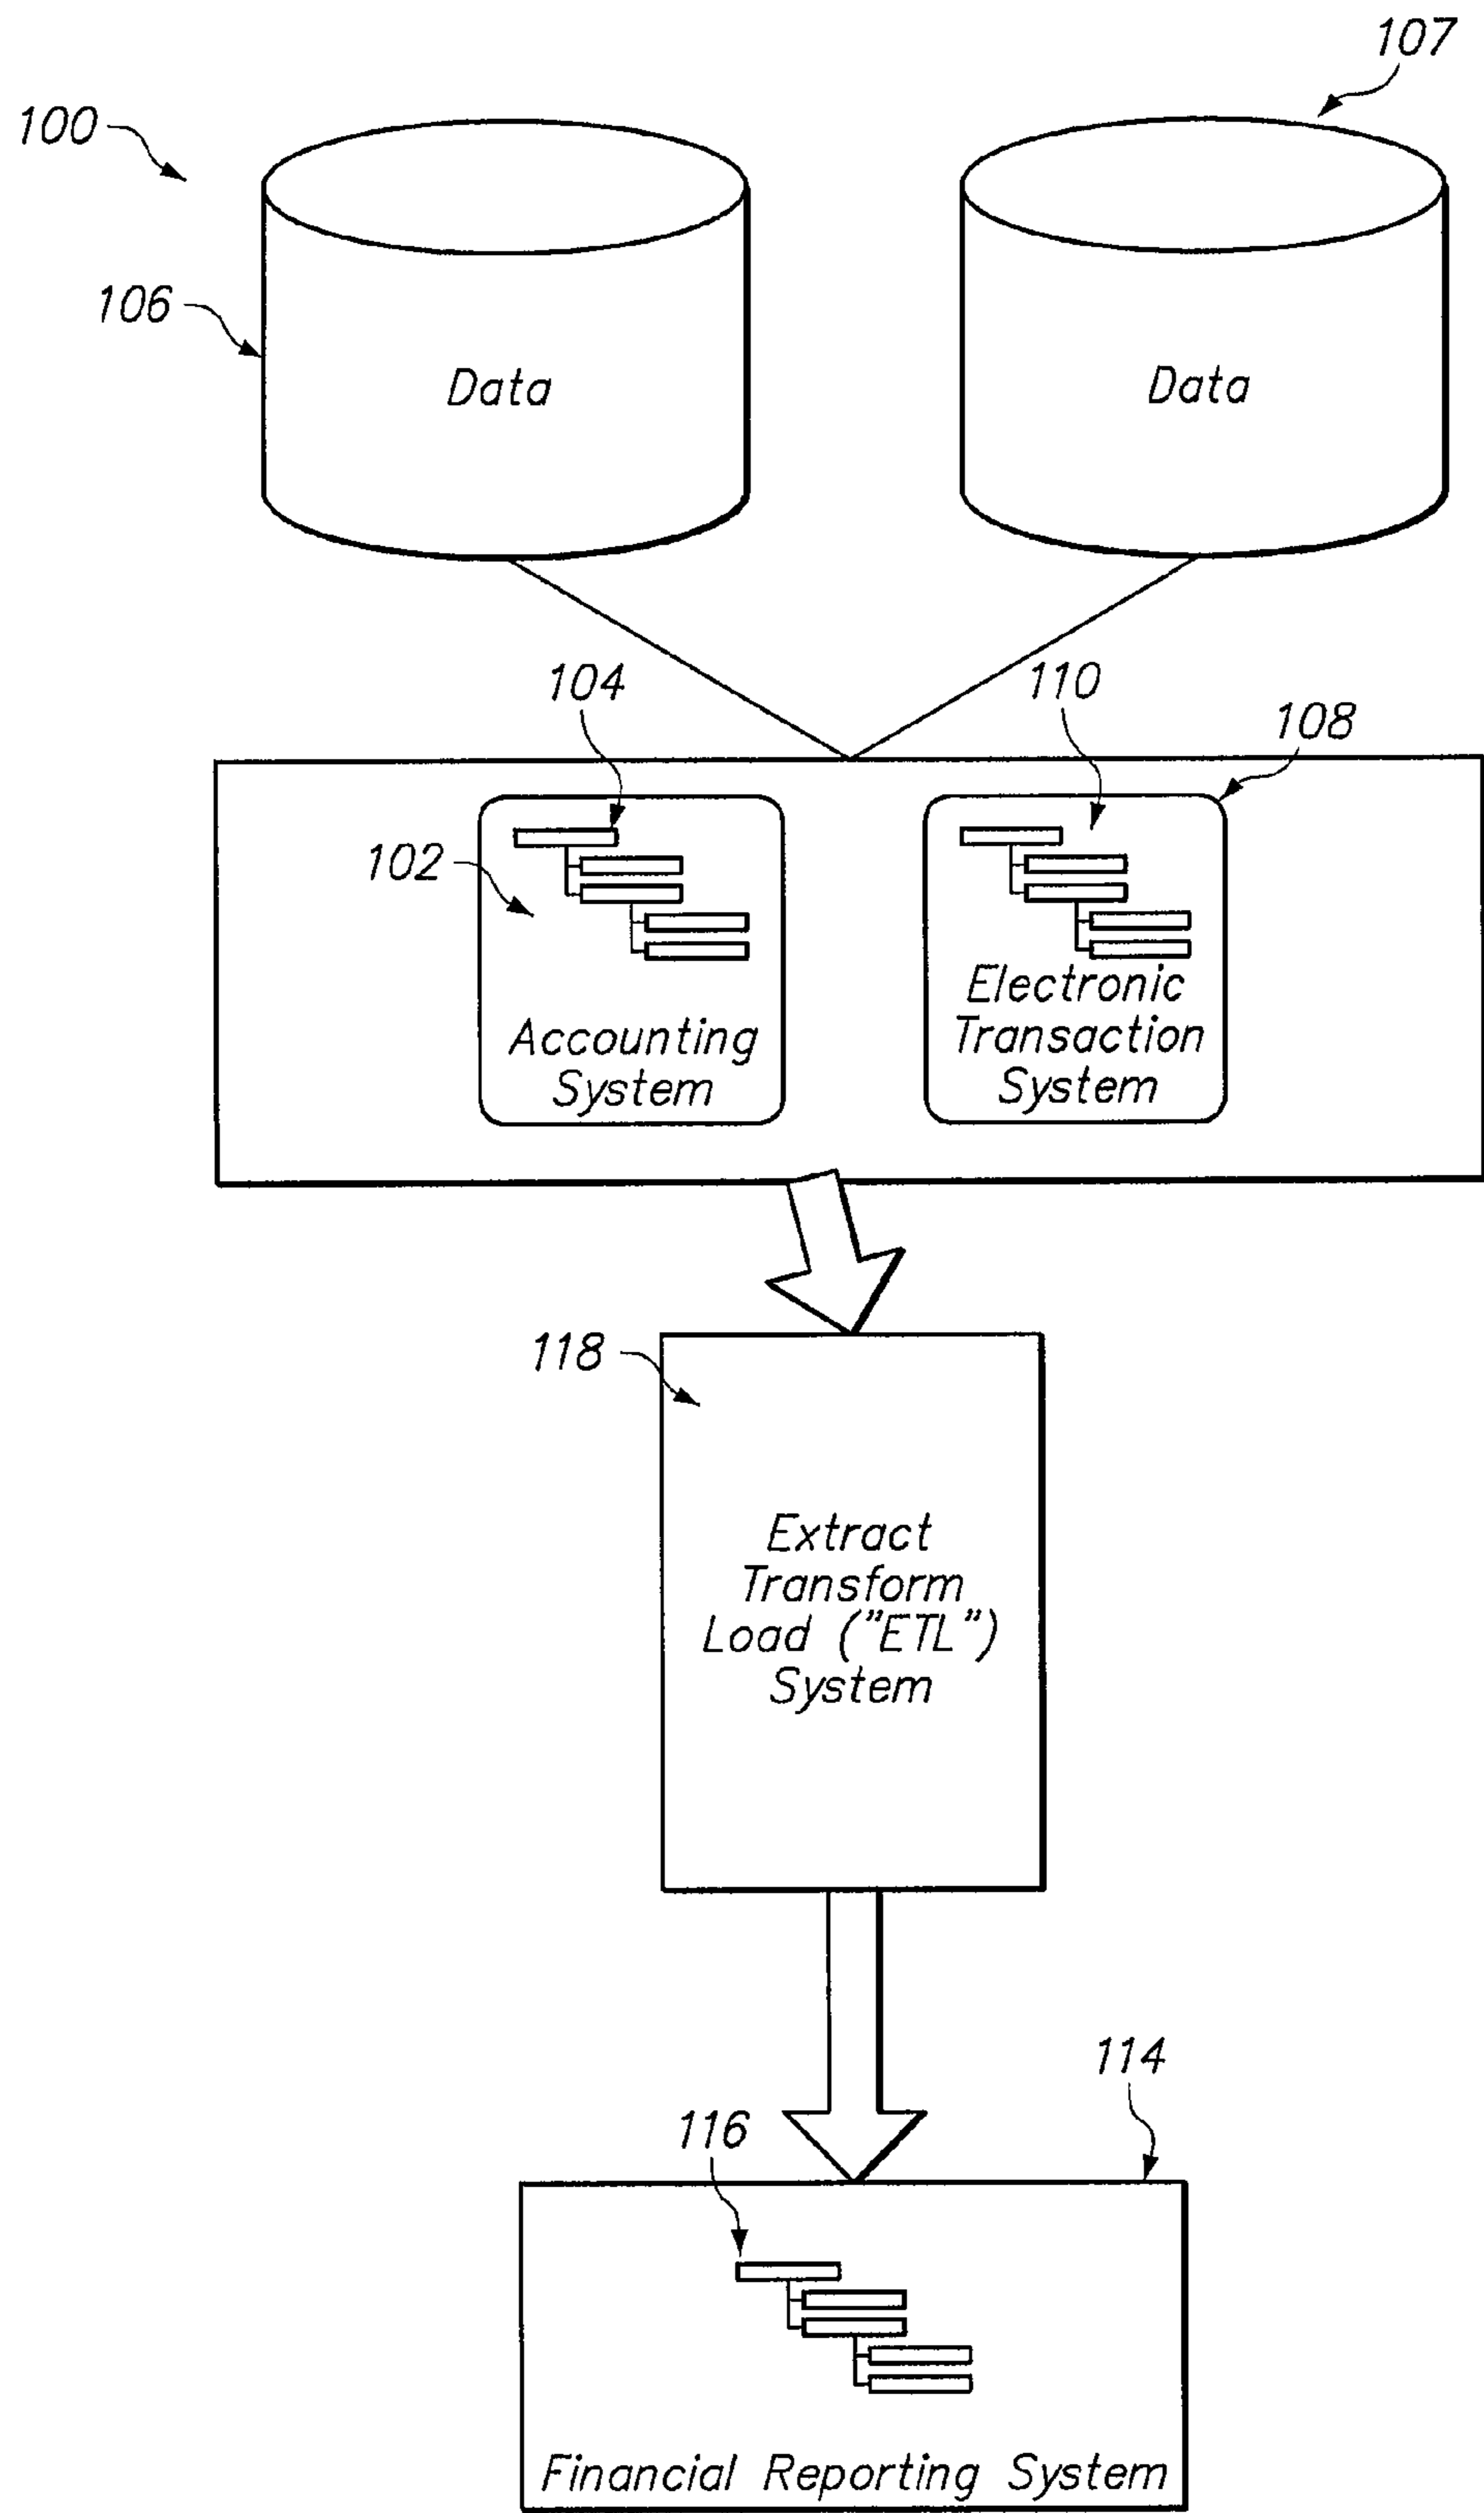 107
100
106
Data
Data
104
110
108
102
Accounting
System
Electronic
Transaction
System
118
Extract
Transform
Load ("ETL")
System
114
116
Financial Reporting System